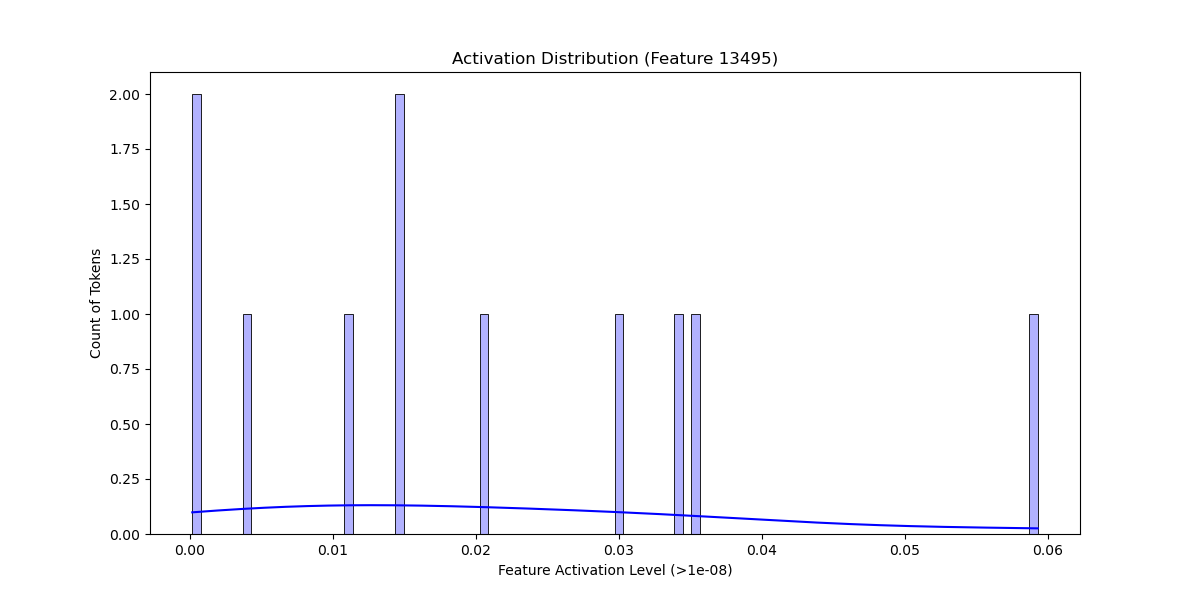 Activation Distribution (Feature 13495)
2.00
1.75
1.50
1.25
1.00
0.75
0.50
0.25
0.00
Count of Tokens
0.00 0.01 0.02 0.03 0.04 0.05 0.06
Feature Activation Level (>1e-08)